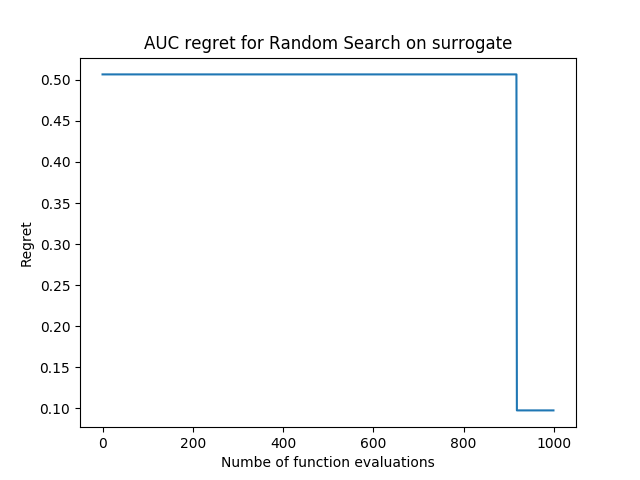 AUC regret for Random Search on surrogate
0.50
0.45
0.40
0.35
0.30
0.25
0.20
0.15
0.10
Regret
0 200 400 600 800 1000
Numbe of function evaluations